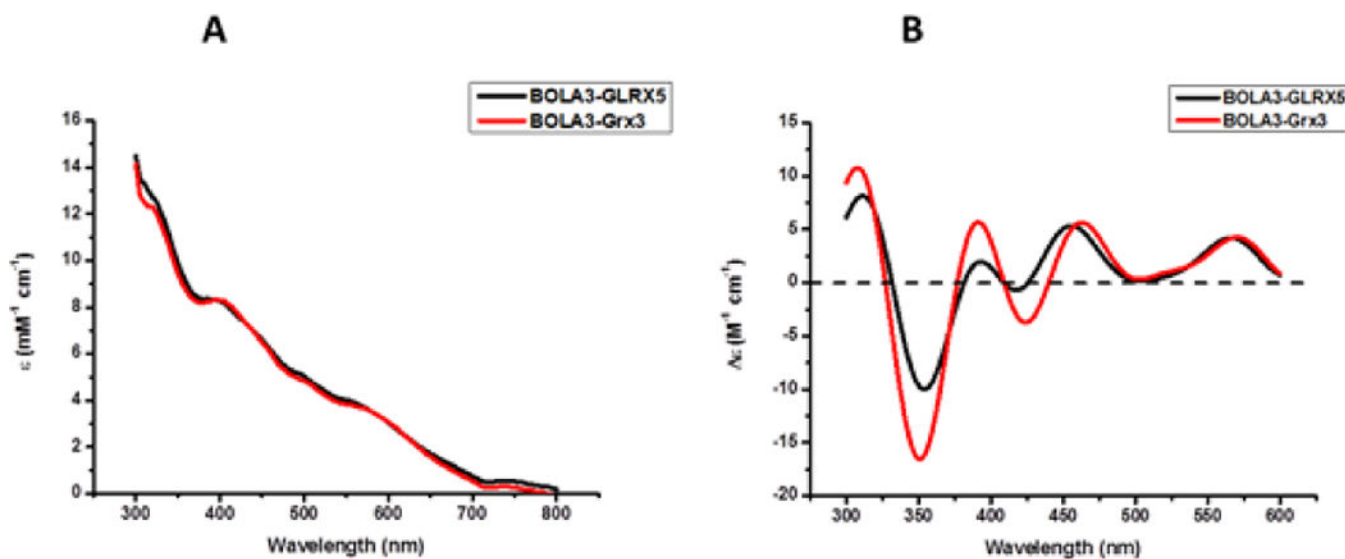 A
BOLA3-GLRX5
BOLA3-Grx3
16
14
12
10
8
6
4
2
0
ε (mM⁻¹ cm⁻¹)
300 400 500 600 700 800
Wavelength (nm)
B
BOLA3-GLRX5
BOLA3-Grx3
15
10
5
0
-5
-10
-15
-20
Δε (M⁻¹ cm⁻¹)
300 350 400 450 500 550 600
Wavelength (nm)